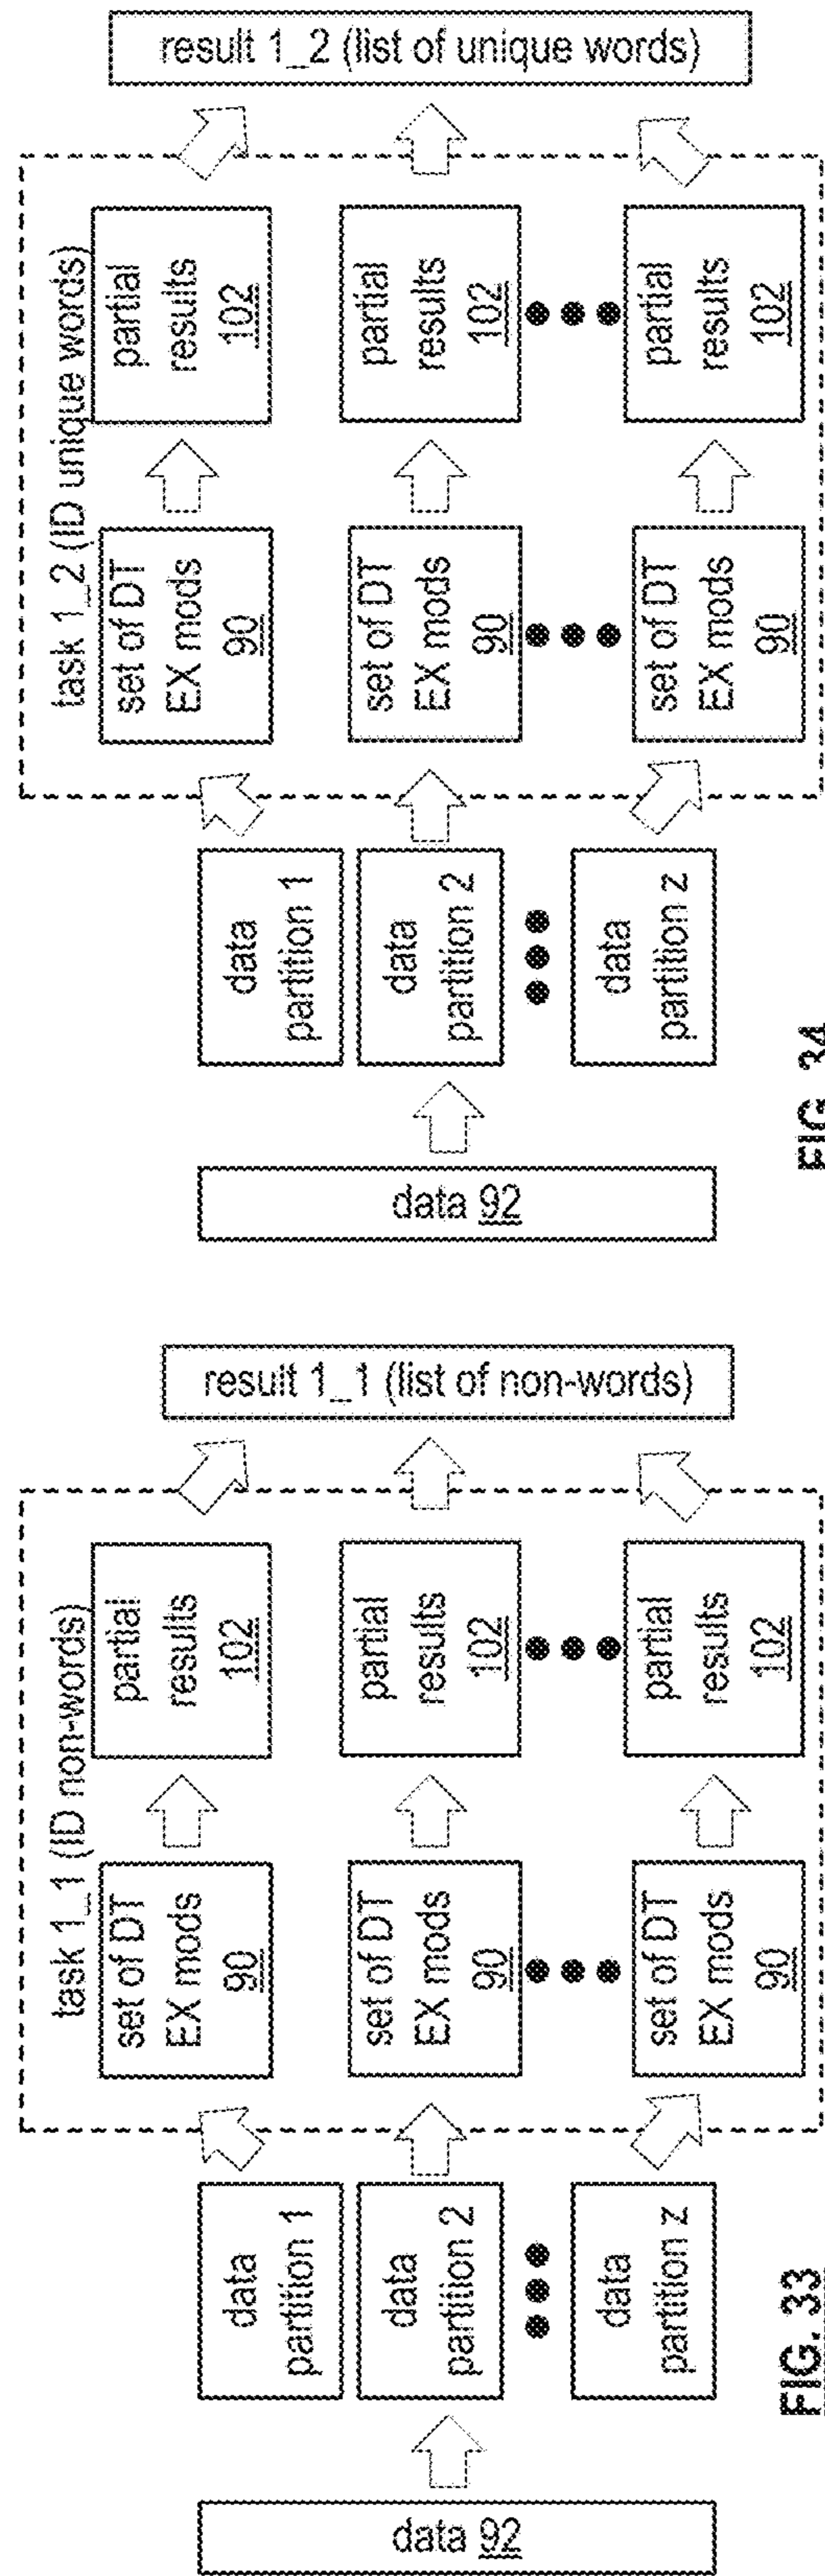 data 92
data
partition 1
data
partition 2
data
partition z
task 1_1 (ID non-words)
set of DT
EX mods
90
set of DT
EX mods
90
set of DT
EX mods
90
partial
results
102
partial
results
102
partial
results
102
result 1_1 (list of non-words)
FIG. 33
data 92
data
partition 1
data
partition 2
data
partition z
task 1_2 (ID unique words)
set of DT
EX mods
90
set of DT
EX mods
90
set of DT
EX mods
90
partial
results
102
partial
results
102
partial
results
102
result 1_2 (list of unique words)
FIG. 34